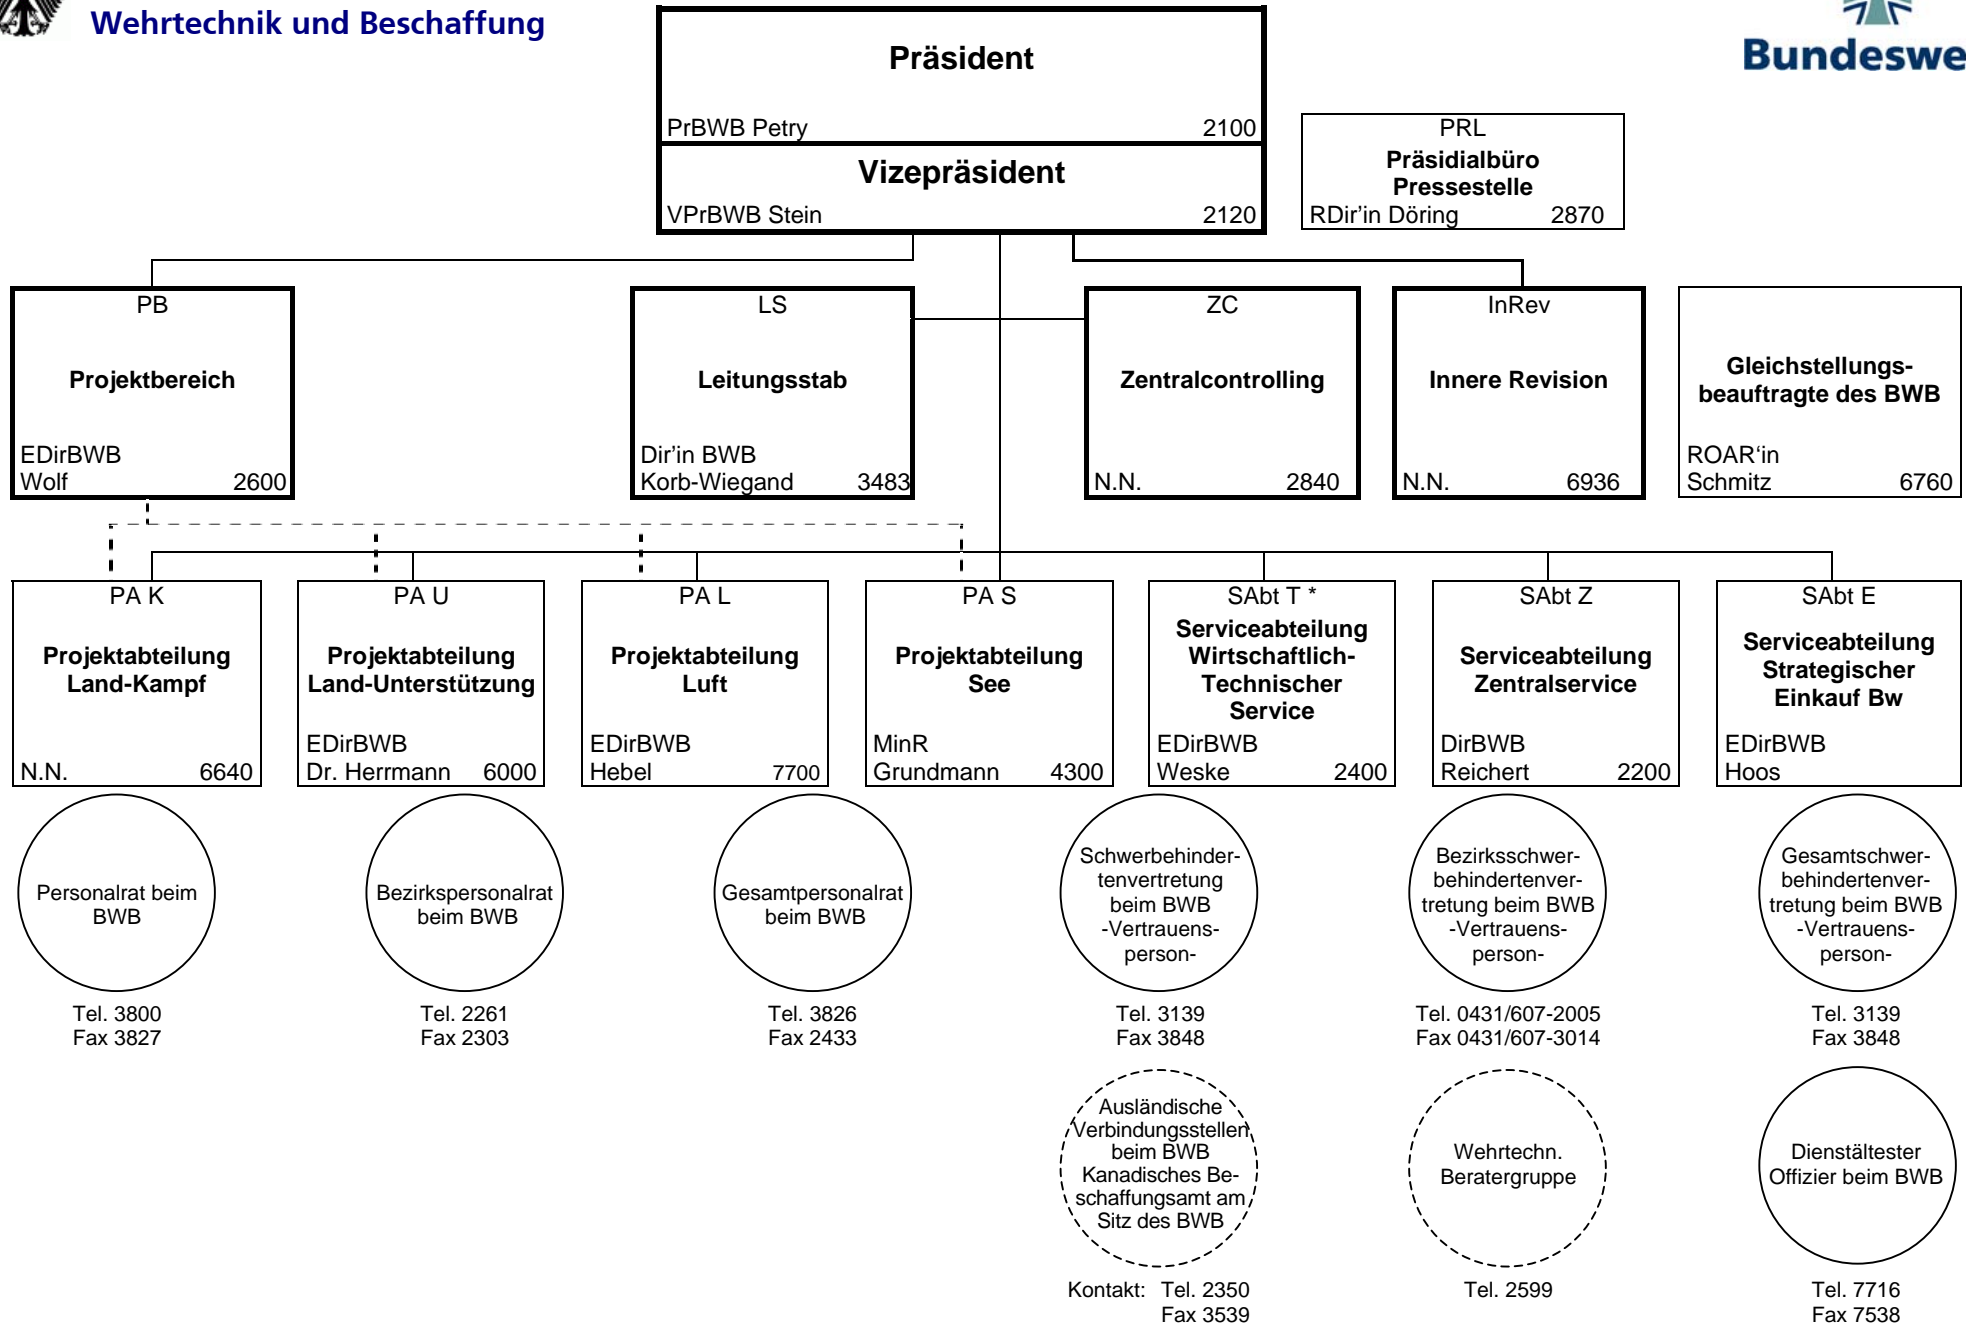 Wehrtechnik und Beschaffung
Bundeswe
Präsident
PrBWB Petry 2100
Vizepräsident
VPrBWB Stein 2120
PRL
Präsidialbüro
Pressestelle
RDir'in Döring 2870
PB
Projektbereich
EDirBWB
Wolf 2600
LS
Leitungsstab
Dir'in BWB
Korb-Wiegand 3483
ZC
Zentralcontrolling
N.N. 2840
InRev
Innere Revision
N.N. 6936
Gleichstellungs-
beauftragte des BWB
ROAR‘in
Schmitz 6760
PA K
Projektabteilung
Land-Kampf
N.N. 6640
PA U
Projektabteilung
Land-Unterstützung
EDirBWB
Dr. Herrmann 6000
PA L
Projektabteilung
Luft
EDirBWB
Hebel 7700
PA S
Projektabteilung
See
MinR
Grundmann 4300
SAbt T *
Serviceabteilung
Wirtschaftlich-
Technischer
Service
EDirBWB
Weske 2400
SAbt Z
Serviceabteilung
Zentralservice
DirBWB
Reichert 2200
SAbt E
Serviceabteilung
Strategischer
Einkauf Bw
EDirBWB
Hoos
Personalrat beim
BWB
Tel. 3800
Fax 3827
Bezirkspersonalrat
beim BWB
Tel. 2261
Fax 2303
Gesamtpersonalrat
beim BWB
Tel. 3826
Fax 2433
Schwerbehinder-
tenvertretung
beim BWB
-Vertrauens-
person-
Tel. 3139
Fax 3848
Bezirksschwer-
behindertenver-
tretung beim BWB
-Vertrauens-
person-
Tel. 0431/607-2005
Fax 0431/607-3014
Gesamtschwer-
behindertenver-
tretung beim BWB
-Vertrauens-
person-
Tel. 3139
Fax 3848
Ausländische
Verbindungsstellen
beim BWB
Kanadisches Be-
schaffungsamt am
Sitz des BWB
Kontakt: Tel. 2350
Fax 3539
Wehrtechn.
Beratergruppe
Tel. 2599
Dienstältester
Offizier beim BWB
Tel. 7716
Fax 7538